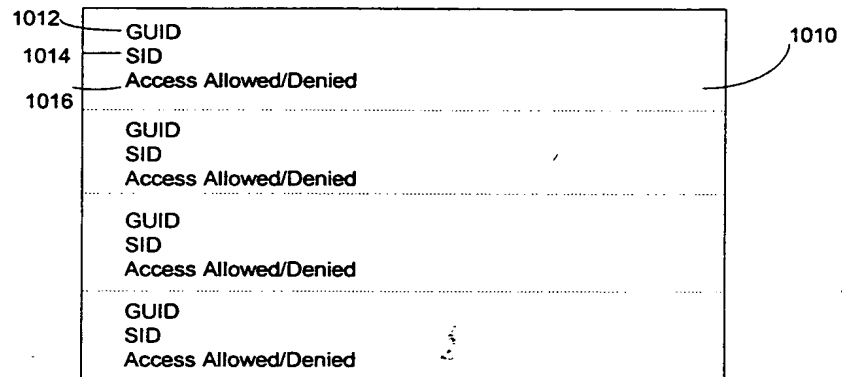 1012 GUID
1014 SID 1010
1016 Access Allowed/Denied
GUID
SID
Access Allowed/Denied
GUID
SID
Access Allowed/Denied
GUID
SID
Access Allowed/Denied